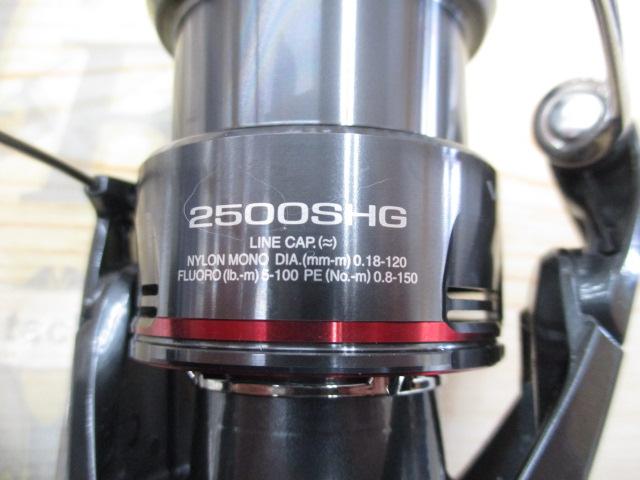 2500SHG
LINE CAP.(≈)
NYLON MONO DIA.(mm-m) 0.18-120
FLUORO (lb.-m) 5-100 PE (No.-m) 0.8-150